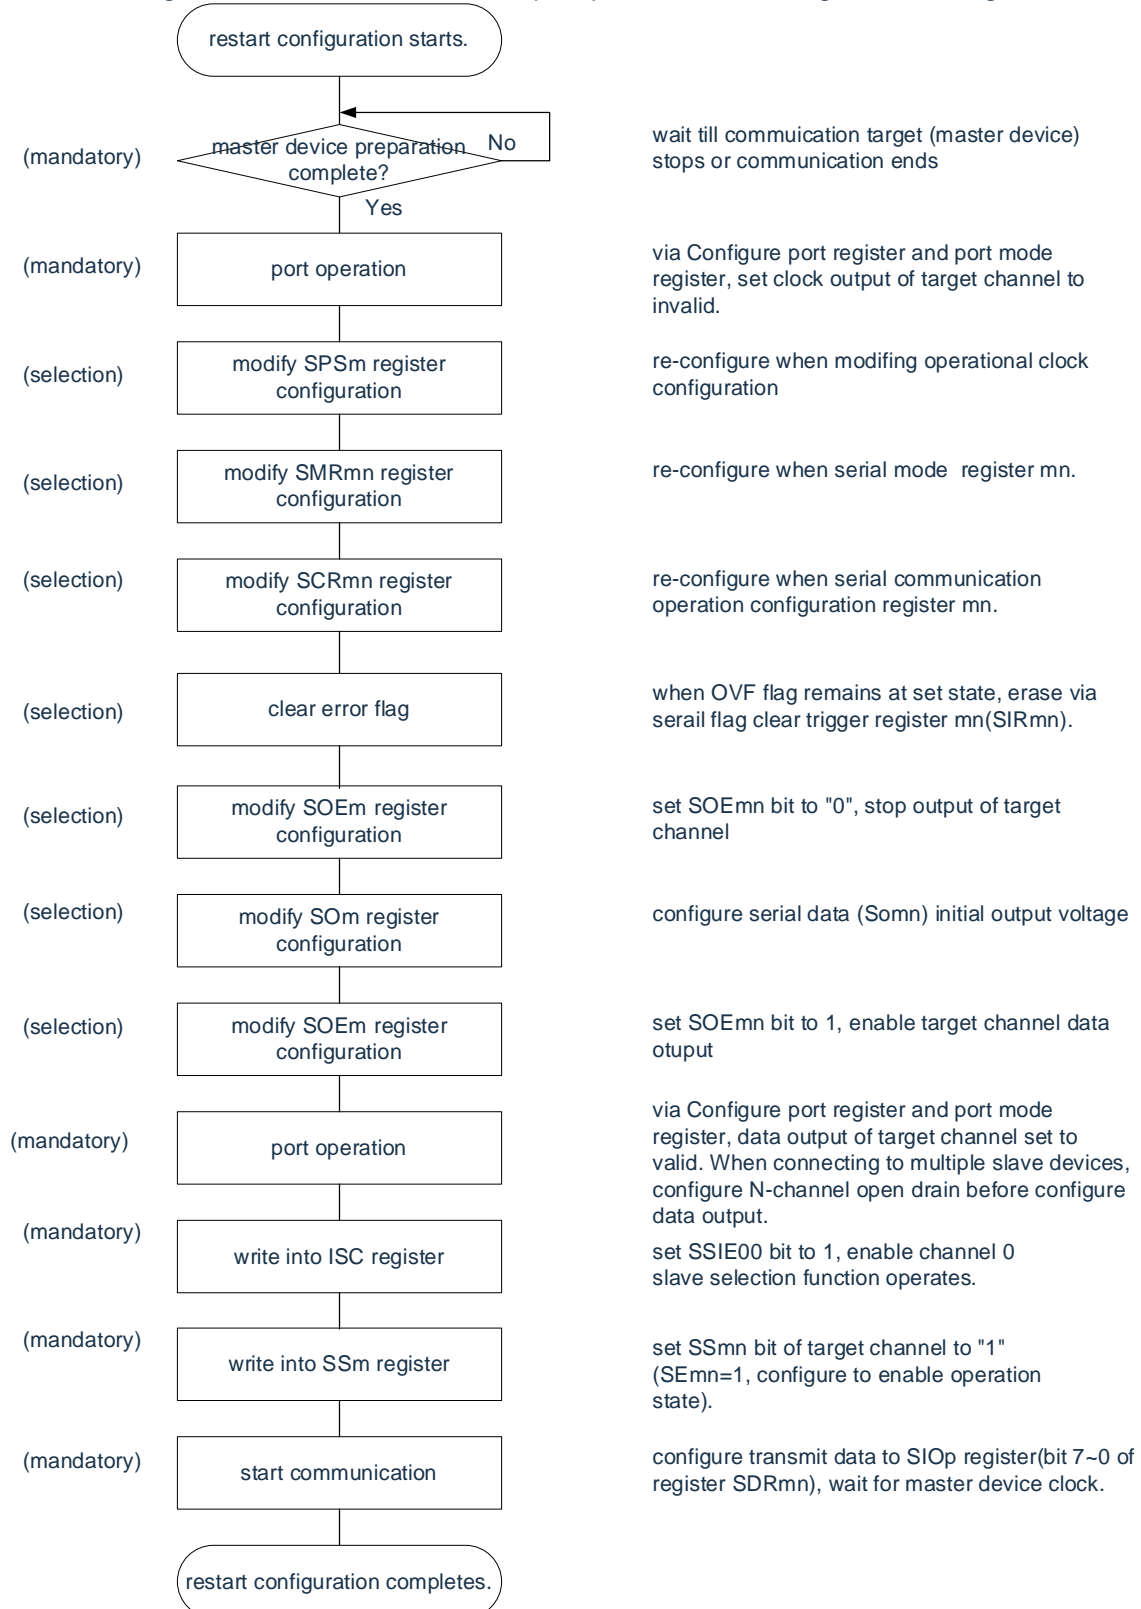 restart configuration starts.
(mandatory)
master device preparation
complete?
No
Yes
wait till commuication target (master device)
stops or communication ends
(mandatory)
port operation
via Configure port register and port mode
register, set clock output of target channel to
invalid.
(selection)
modify SPSm register
configuration
re-configure when modifing operational clock
configuration
(selection)
modify SMRmn register
configuration
re-configure when serial mode  register mn.
(selection)
modify SCRmn register
configuration
re-configure when serial communication
operation configuration register mn.
(selection)
clear error flag
when OVF flag remains at set state, erase via
serail flag clear trigger register mn(SIRmn).
(selection)
modify SOEm register
configuration
set SOEmn bit to "0", stop output of target
channel
(selection)
modify SOm register
configuration
configure serial data (Somn) initial output voltage
(selection)
modify SOEm register
configuration
set SOEmn bit to 1, enable target channel data
otuput
(mandatory)
port operation
via Configure port register and port mode
register, data output of target channel set to
valid. When connecting to multiple slave devices,
configure N-channel open drain before configure
data output.
(mandatory)
write into ISC register
set SSIE00 bit to 1, enable channel 0
slave selection function operates.
(mandatory)
write into SSm register
set SSmn bit of target channel to "1"
(SEmn=1, configure to enable operation
state).
(mandatory)
start communication
configure transmit data to SIOp register(bit 7~0 of
register SDRmn), wait for master device clock.
restart configuration completes.